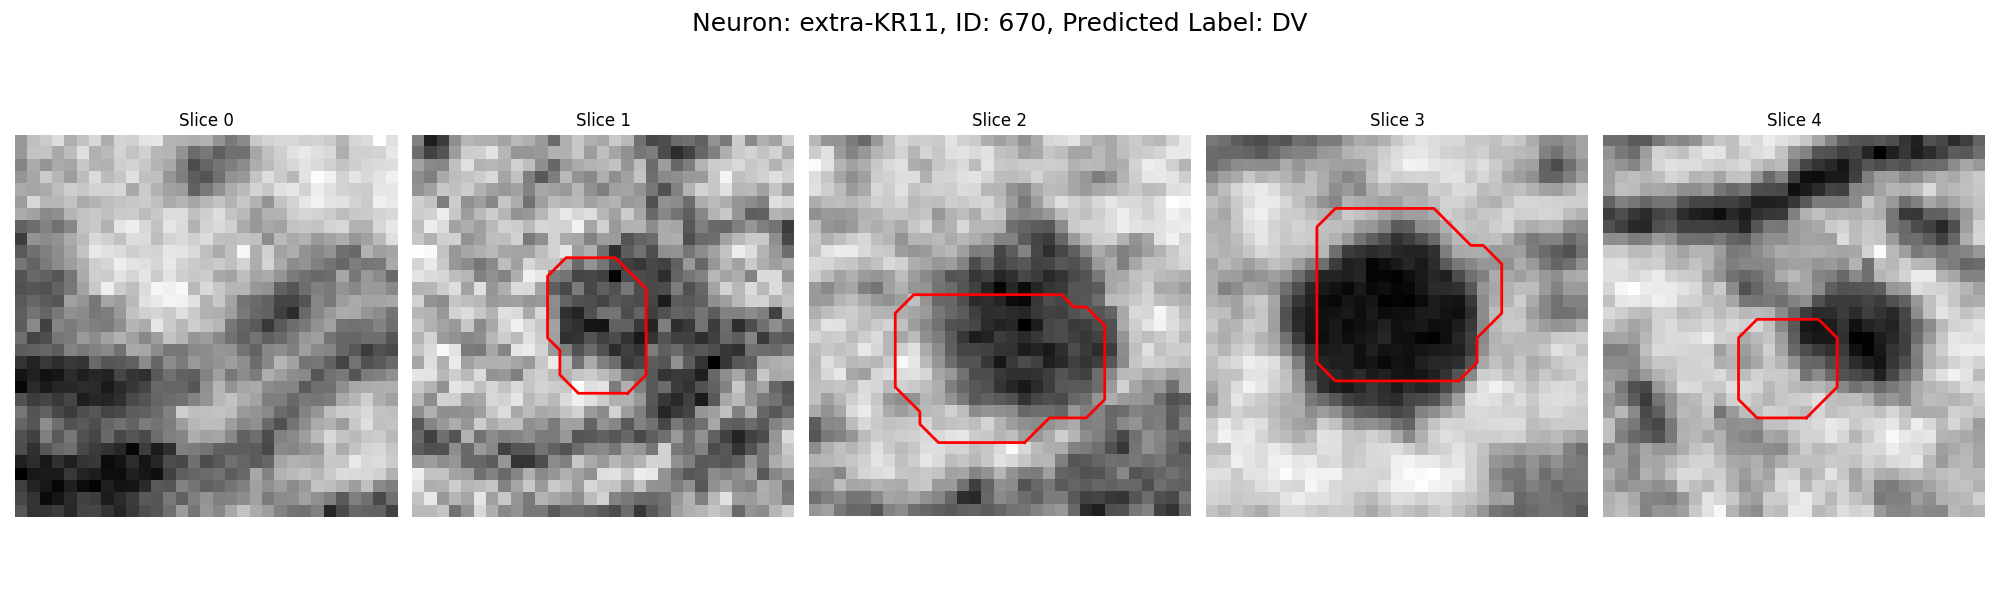 Neuron: extra-KR11, ID: 670, Predicted Label: DV
Slice 0
Slice 1
Slice 2
Slice 3
Slice 4